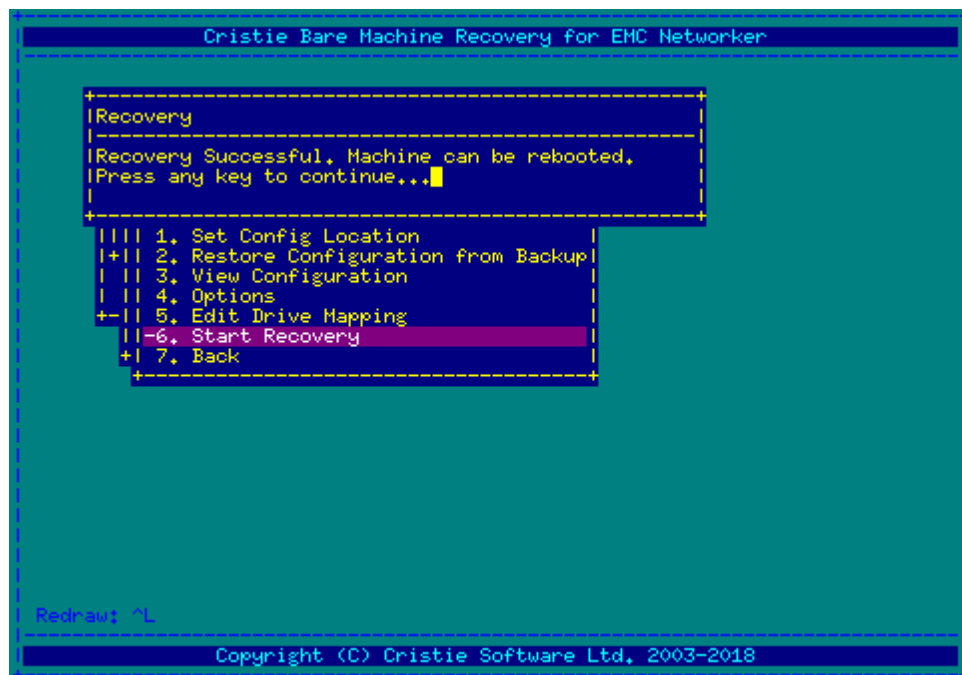 Cristie Bare Machine Recovery for EMC Networker
Recovery
Recovery Successful. Machine can be rebooted.
Press any key to continue...
1. Set Config Location
2. Restore Configuration from Backup
3. View Configuration
4. Options
5. Edit Drive Mapping
6. Start Recovery
7. Back
Redraw: ^L
Copyright (C) Cristie Software Ltd. 2003-2018